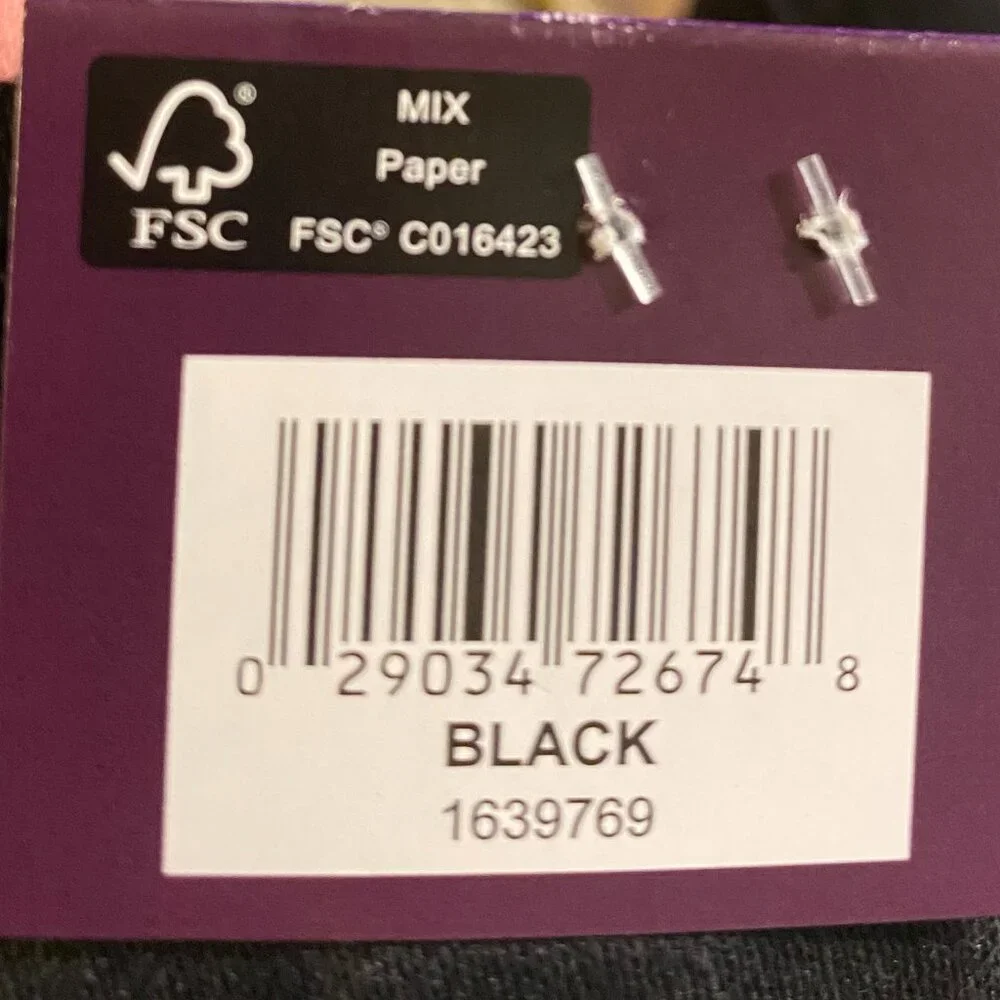 MIX
Paper
FSC® C016423
®
FSC
0 29034 72674 8
BLACK
1639769